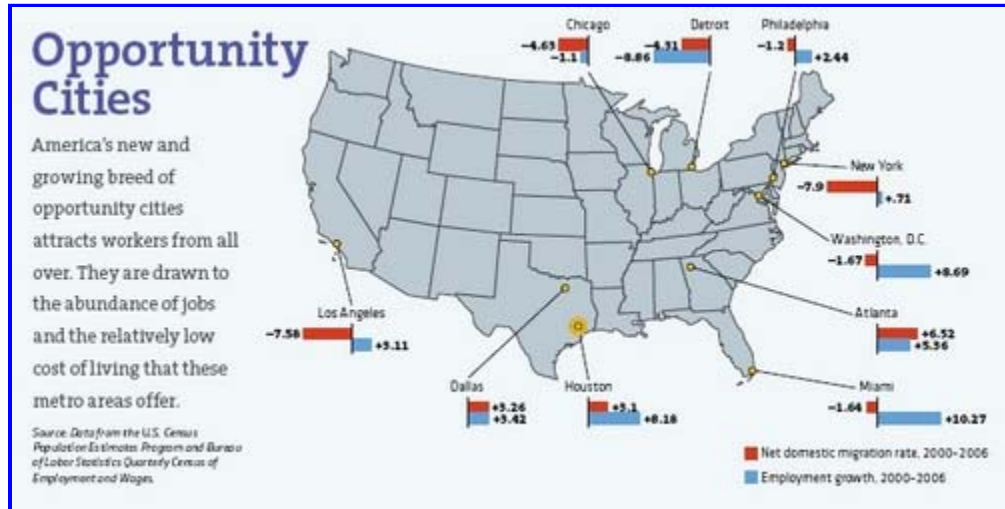 Opportunity
Cities
America's new and
growing breed of
opportunity cities
attracts workers from all
over. They are drawn to
the abundance of jobs
and the relatively low
cost of living that these
metro areas offer.
Source: Data from the U.S. Census
Population Estimates Program and Bureau
of Labor Statistics Quarterly Census of
Employment and Wages.
Chicago
-4.63
-1.1
Detroit
-4.31
-8.86
Philadelphia
-1.2
+2.44
New York
-7.9
+.71
Washington, D.C.
-1.67
+8.69
Atlanta
+6.52
+5.36
Miami
-1.64
+10.27
Houston
+3.1
+8.18
Dallas
+3.26
+3.42
Los Angeles
-7.58
+3.11
Net domestic migration rate, 2000-2006
Employment growth, 2000-2006